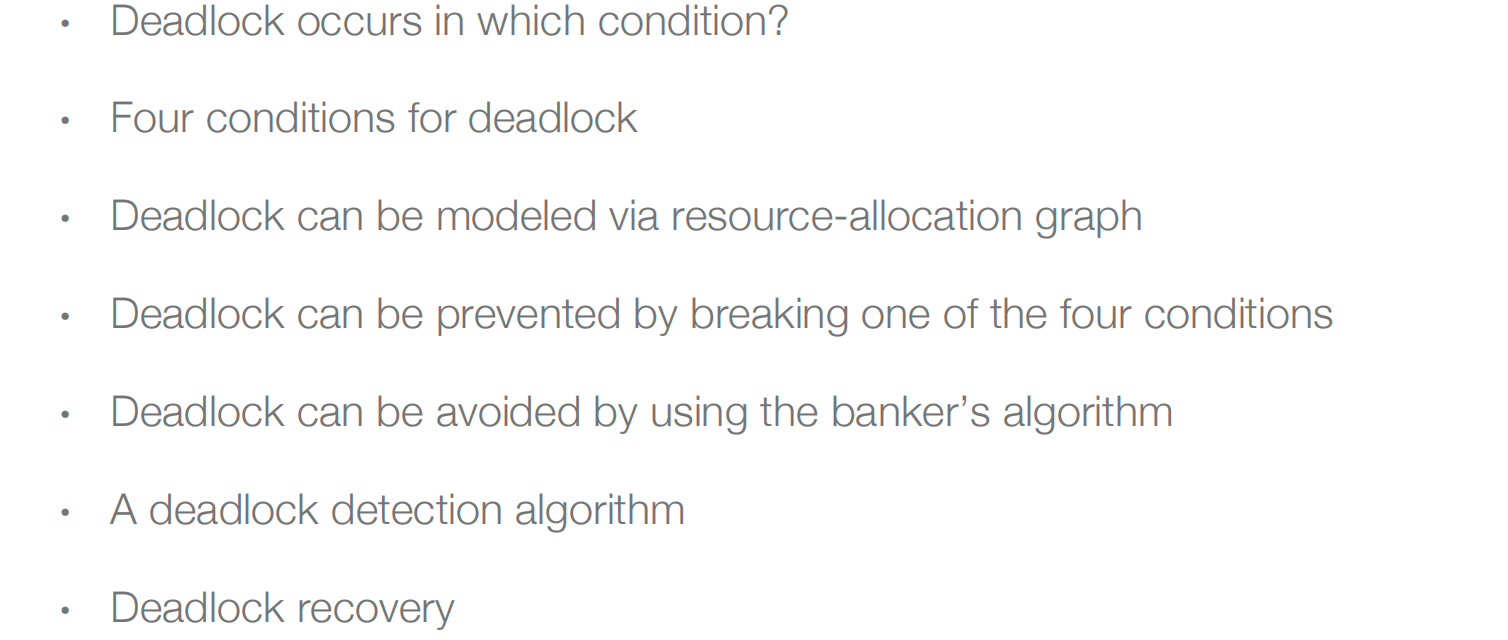 • Deadlock occurs in which condition?
• Four conditions for deadlock
• Deadlock can be modeled via resource-allocation graph
• Deadlock can be prevented by breaking one of the four conditions
• Deadlock can be avoided by using the banker’s algorithm
• A deadlock detection algorithm
• Deadlock recovery